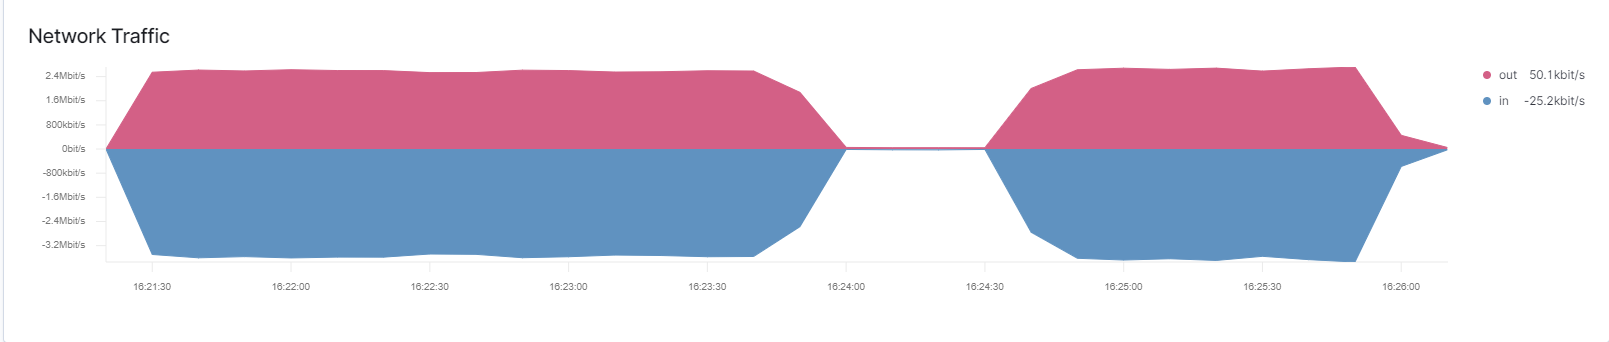 Network Traffic
2.4Mbit/s
1.6Mbit/s
800kbit/s
0bit/s
-800kbit/s
-1.6Mbit/s
-2.4Mbit/s
-3.2Mbit/s
16:21:30 16:22:00 16:22:30 16:23:00 16:23:30 16:24:00 16:24:30 16:25:00 16:25:30 16:26:00
out 50.1kbit/s
in -25.2kbit/s